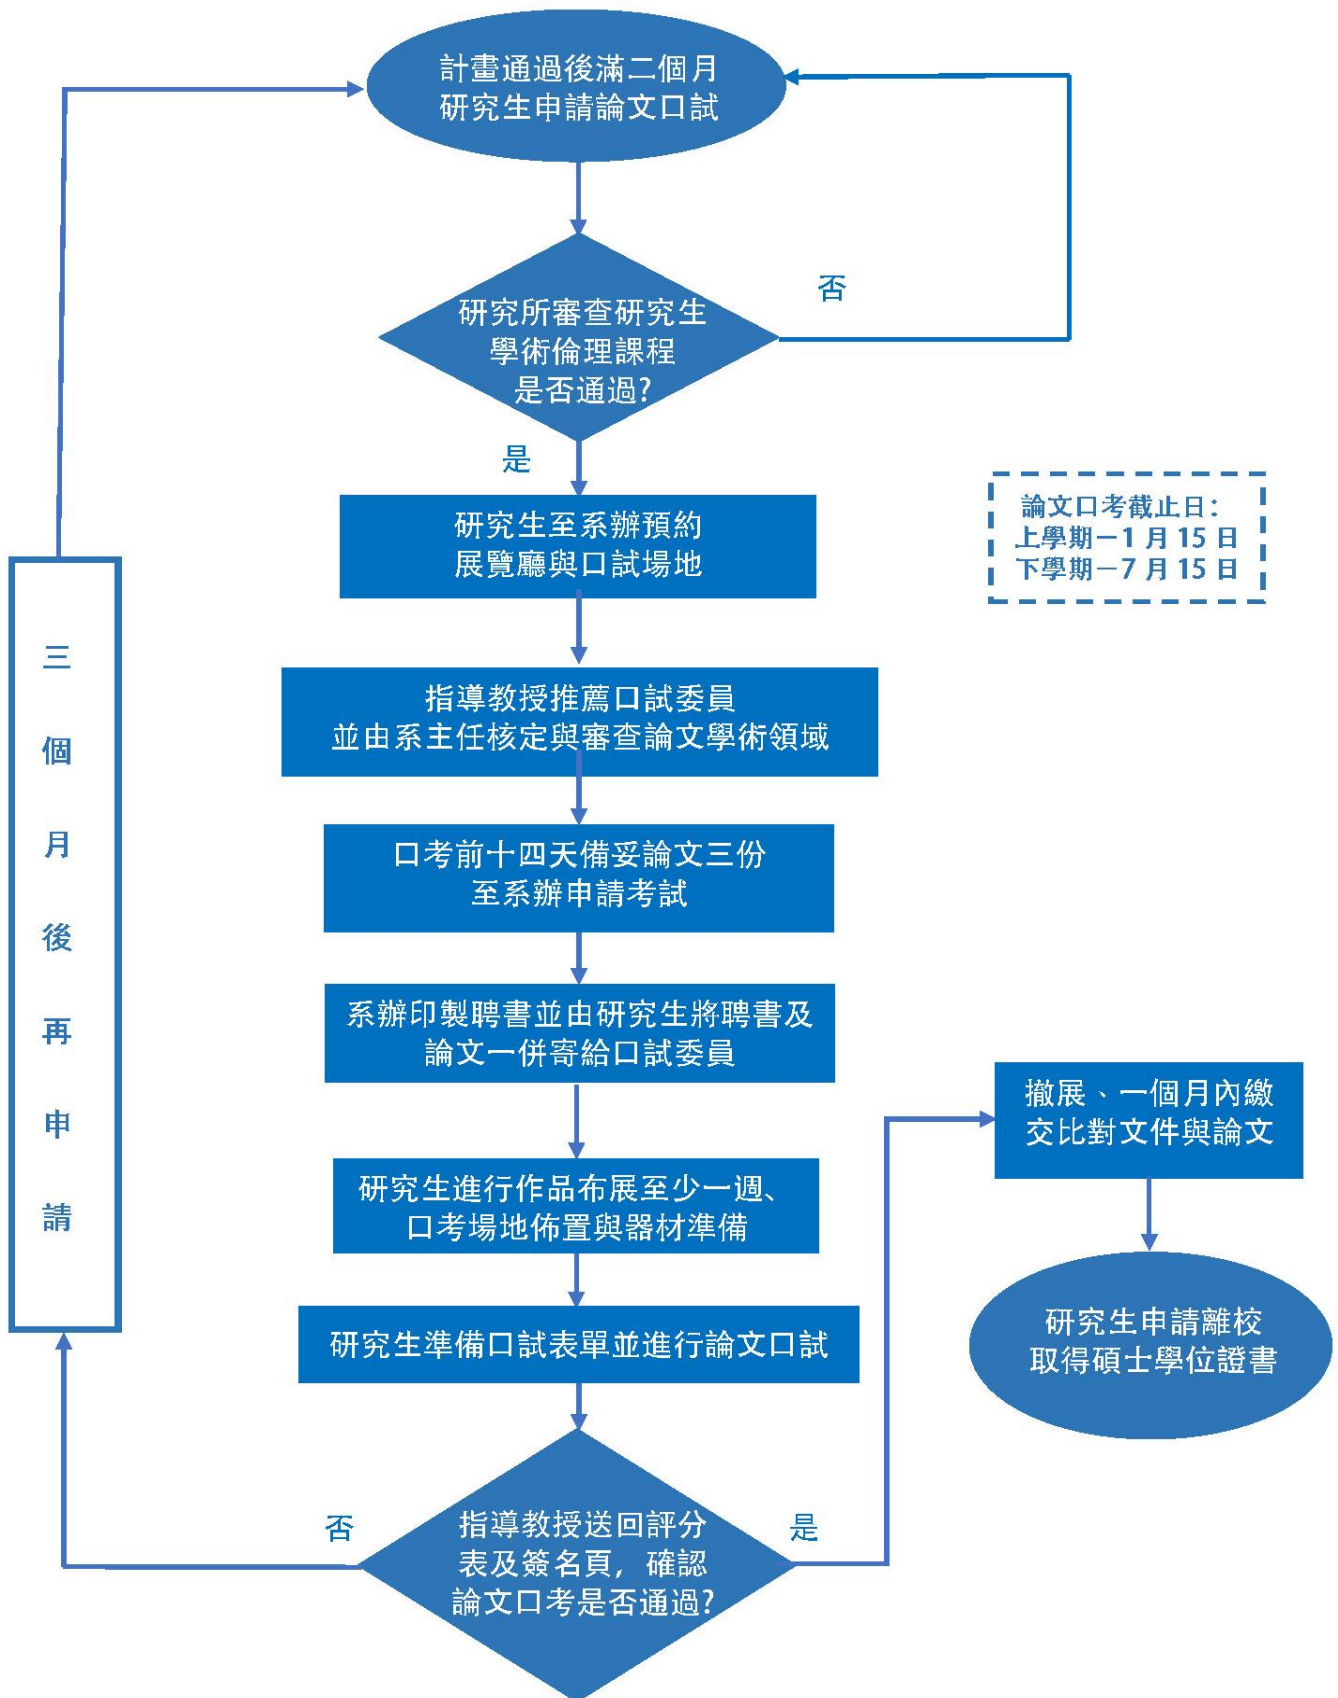 計畫通過後滿二個月
研究生申請論文口試
否
研究所審查研究生
學術倫理課程
是否通過?
是
論文口考截止日:
上學期－1 月 15 日
下學期－7 月 15 日
研究生至系辦預約
展覽廳與口試場地
指導教授推薦口試委員
並由系主任核定與審查論文學術領域
口考前十四天備妥論文三份
至系辦申請考試
系辦印製聘書並由研究生將聘書及
論文一併寄給口試委員
研究生進行作品布展至少一週、
口考場地佈置與器材準備
研究生準備口試表單並進行論文口試
指導教授送回評分
表及簽名頁，確認
論文口考是否通過?
否
三個月後再申請
是
撤展、一個月內繳
交比對文件與論文
研究生申請離校
取得碩士學位證書